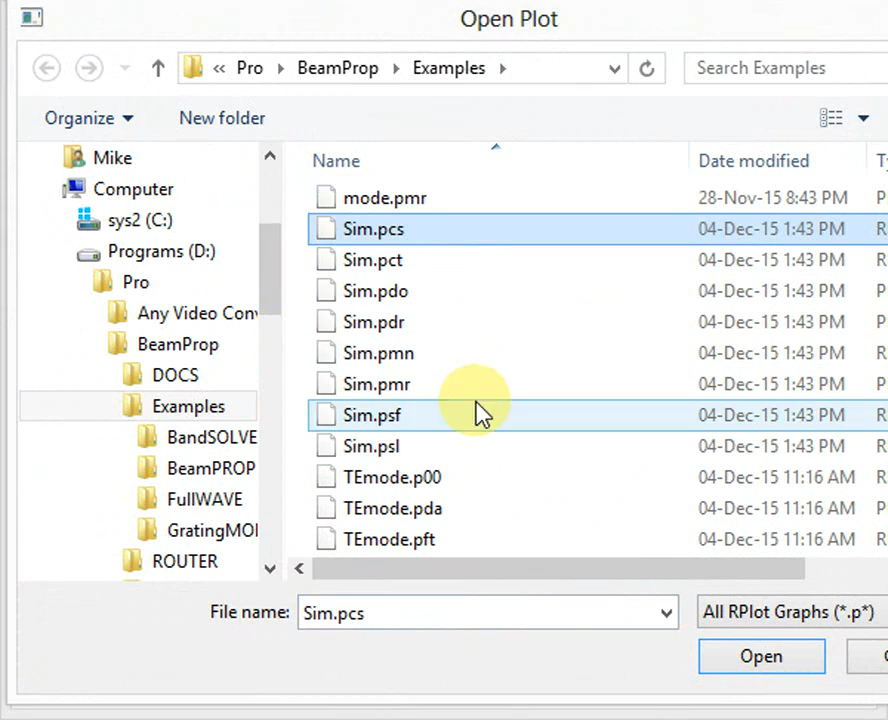 Open Plot
« Pro BeamProp Examples
Search Examples
Organize New folder
Mike
Computer
sys2 (C:)
Programs (D:)
Pro
Any Video Con
BeamProp
DOCS
Examples
BandSOLVE
BeamPROP
FullWAVE
GratingMO
ROUTER
Name Date modified Ty
mode.pmr 28-Nov-15 8:43 PM P
Sim.pcs 04-Dec-15 1:43 PM R
Sim.pct 04-Dec-15 1:43 PM R
Sim.pdo 04-Dec-15 1:43 PM P
Sim.pdr 04-Dec-15 1:43 PM P
Sim.pmn 04-Dec-15 1:43 PM R
Sim.pmr 04-Dec-15 1:43 PM P
Sim.psf 04-Dec-15 1:43 PM R
Sim.psl 04-Dec-15 1:43 PM R
TEmode.p00 04-Dec-15 11:16 AM R
TEmode.pda 04-Dec-15 11:16 AM P
TEmode.pft 04-Dec-15 11:16 AM R
File name: Sim.pcs All RPlot Graphs (*.p*)
Open